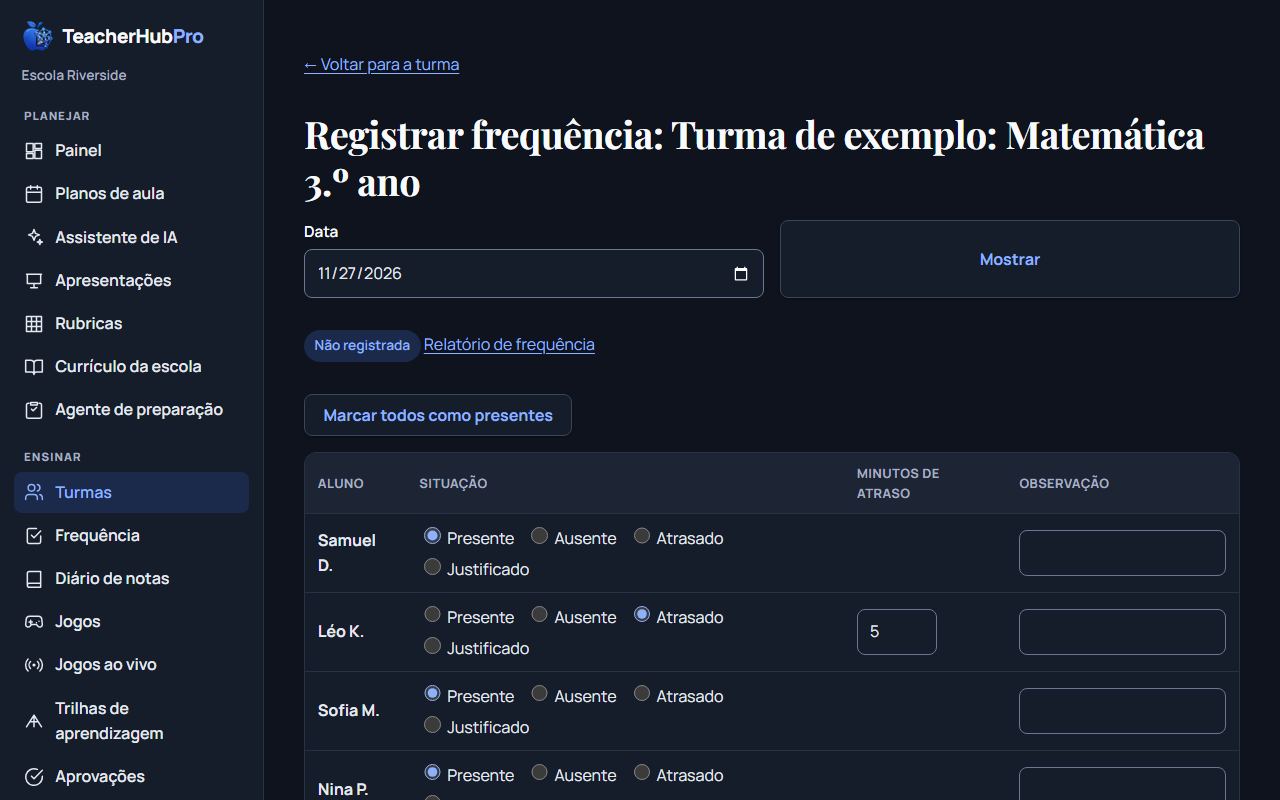 TeacherHubPro
Escola Riverside
PLANEJAR
Painel
Planos de aula
Assistente de IA
Apresentações
Rubricas
Currículo da escola
Agente de preparação
ENSINAR
Turmas
Frequência
Diário de notas
Jogos
Jogos ao vivo
Trilhas de
aprendizagem
Aprovações
← Voltar para a turma
Registrar frequência: Turma de exemplo: Matemática
3.º ano
Data
11/27/2026
Mostrar
Não registrada Relatório de frequência
Marcar todos como presentes
ALUNO SITUAÇÃO MINUTOS DE
ATRASO OBSERVAÇÃO
Samuel
D.
Presente Ausente Atrasado
Justificado
Léo K.
Presente Ausente Atrasado
Justificado
5
Sofia M.
Presente Ausente Atrasado
Justificado
Nina P.
Presente Ausente Atrasado